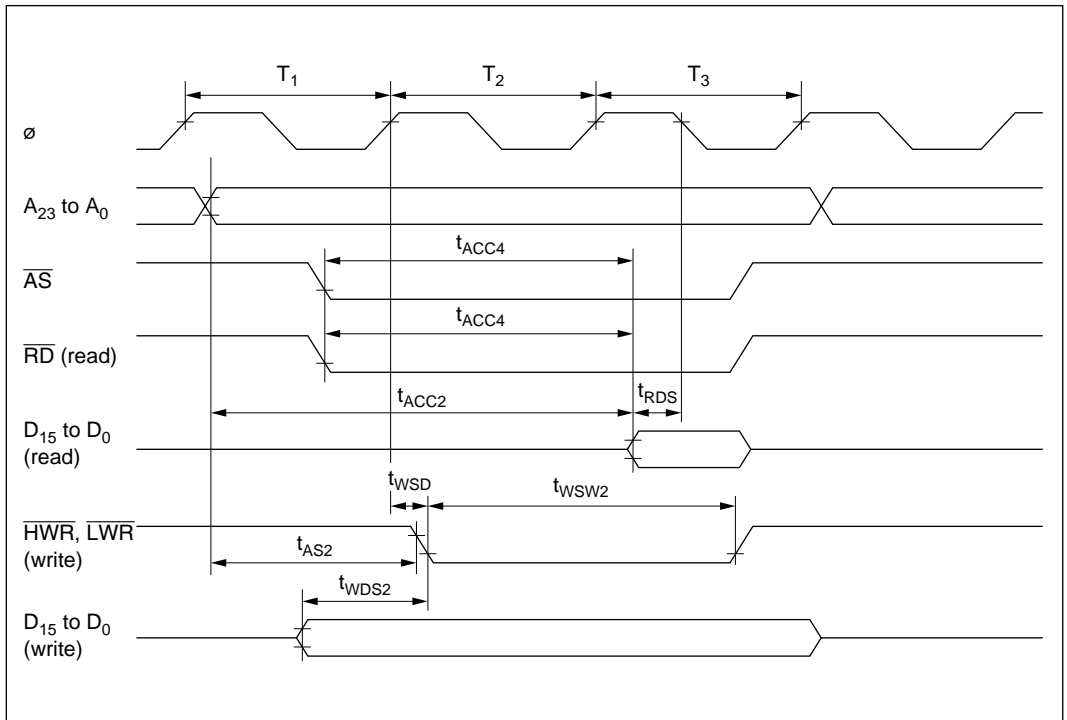 T1 T2 T3
ø
A23 to A0
tACC4
AS
tACC4
RD (read)
tRDS
tACC2
D15 to D0
(read)
tWSD tWSW2
HWR, LWR
(write)
tAS2
tWDS2
D15 to D0
(write)